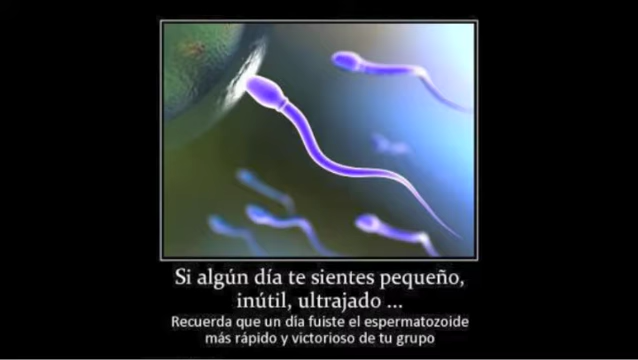 Si algún día te sientes pequeño,
inútil, ultrajado ...
Recuerda que un día fuiste el espermatozoide
más rápido y victorioso de tu grupo